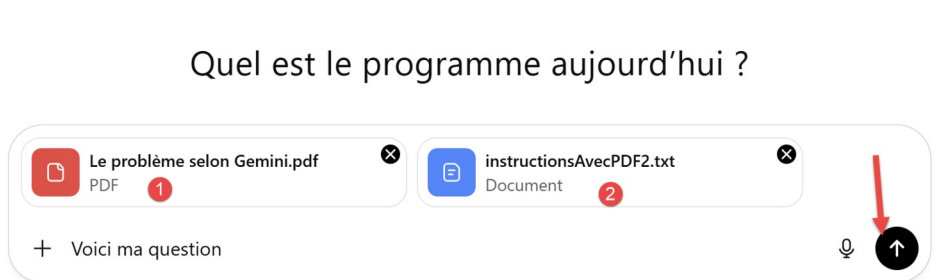 Quel est le programme aujourd’hui ?
Le problème selon Gemini.pdf
PDF
1
instructionsAvecPDF2.txt
Document
2
Voici ma question